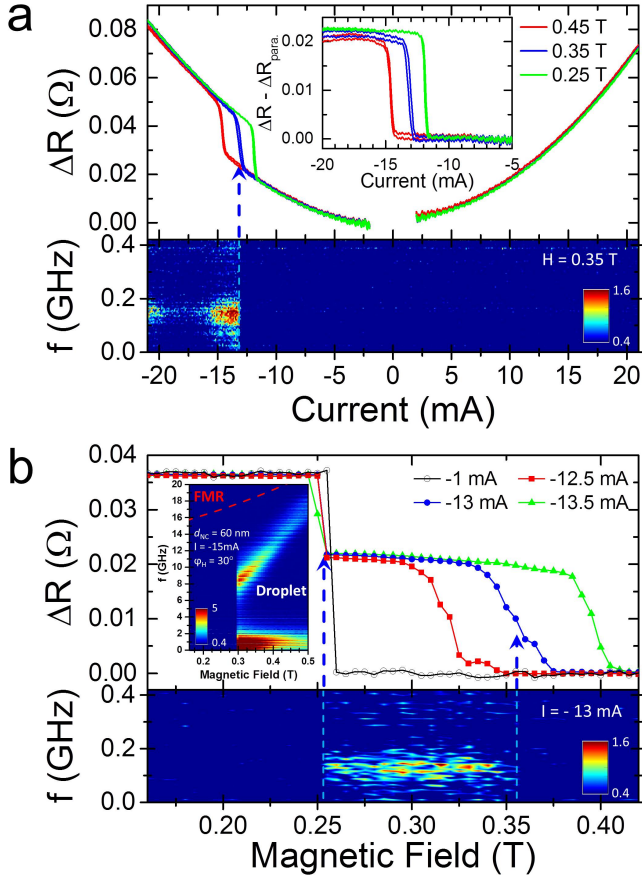 a
0.08
0.06
0.04
0.02
0.00
ΔR (Ω)
0.02
0.01
0.00
ΔR - ΔRpara.
-20
-15
-10
-5
Current (mA)
0.45 T
0.35 T
0.25 T
0.4
0.2
0.0
f (GHz)
H = 0.35 T
1.6
0.4
-20
-15
-10
-5
0
5
10
15
20
Current (mA)
b
0.04
0.03
0.02
0.01
0.00
ΔR (Ω)
-1 mA
-12.5 mA
-13 mA
-13.5 mA
20
18
16
14
12
10
8
6
4
2
1
0
f (GHz)
FMR
dNC = 60 nm
I = -15mA
φH = 30°
Droplet
5
0.4
0.2
0.3
0.4
0.5
Magnetic Field (T)
0.4
0.2
0.0
f (GHz)
I = - 13 mA
1.6
0.4
0.20
0.25
0.30
0.35
0.40
Magnetic Field (T)